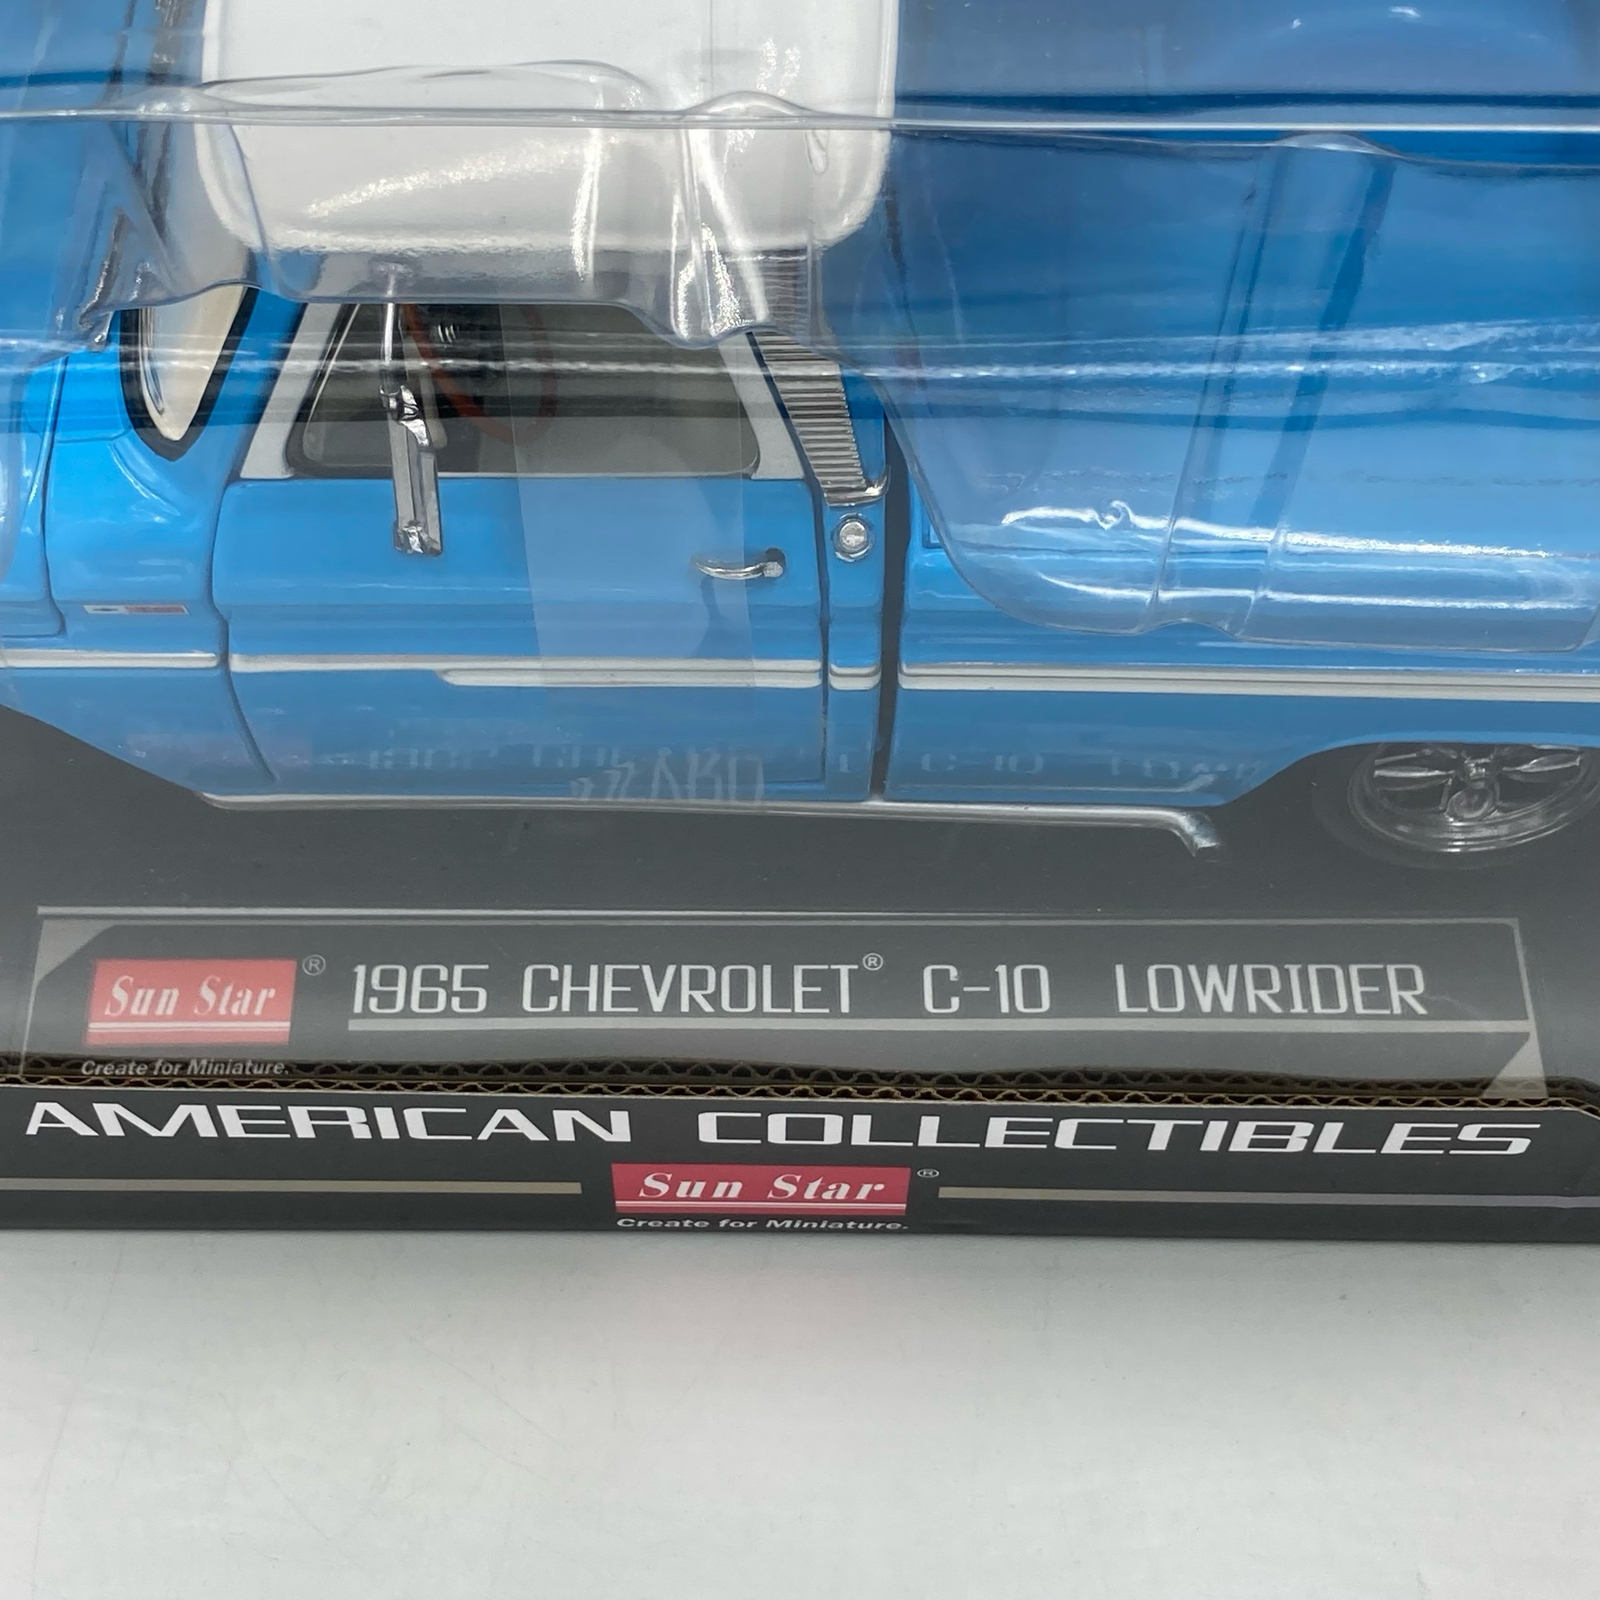 Sun Star®
1965 CHEVROLET® C-10 LOWRIDER
Create for Miniature.
AMERICAN COLLECTIBLES
Sun Star®
Create for Miniature.